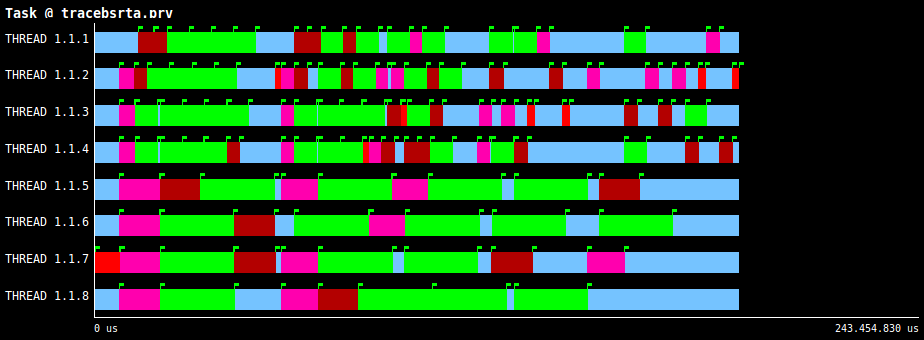 Task @ tracebsrta.prv
THREAD 1.1.1
THREAD 1.1.2
THREAD 1.1.3
THREAD 1.1.4
THREAD 1.1.5
THREAD 1.1.6
THREAD 1.1.7
THREAD 1.1.8
0 us 243.454.830 us